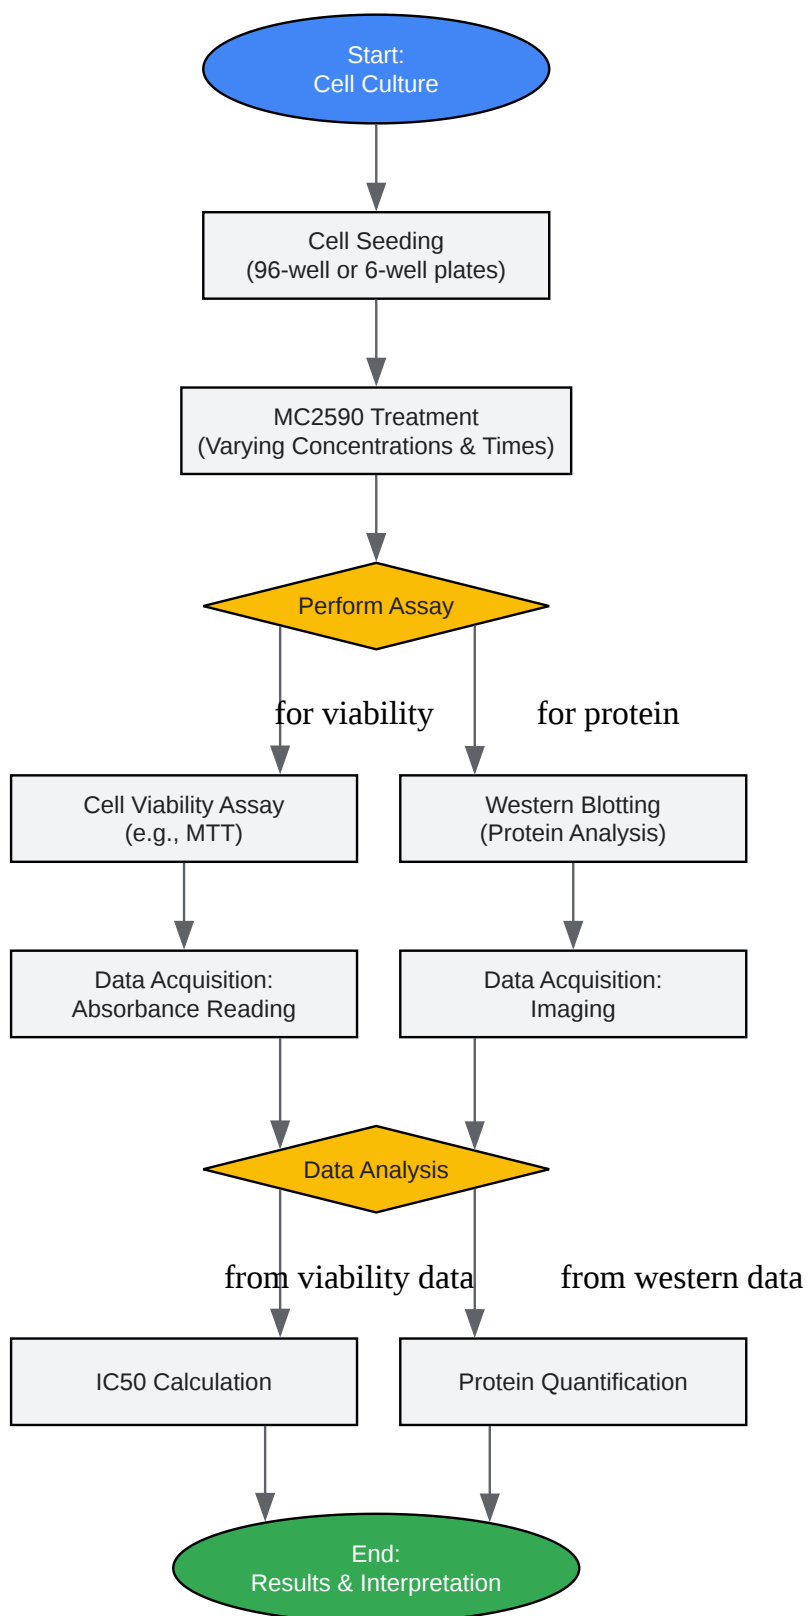 Start:
Cell Culture
Cell Seeding
(96-well or 6-well plates)
MC2590 Treatment
(Varying Concentrations & Times)
Perform Assay
for viability
for protein
Cell Viability Assay
(e.g., MTT)
Western Blotting
(Protein Analysis)
Data Acquisition:
Absorbance Reading
Data Acquisition:
Imaging
Data Analysis
from viability data
from western data
IC50 Calculation
Protein Quantification
End:
Results & Interpretation